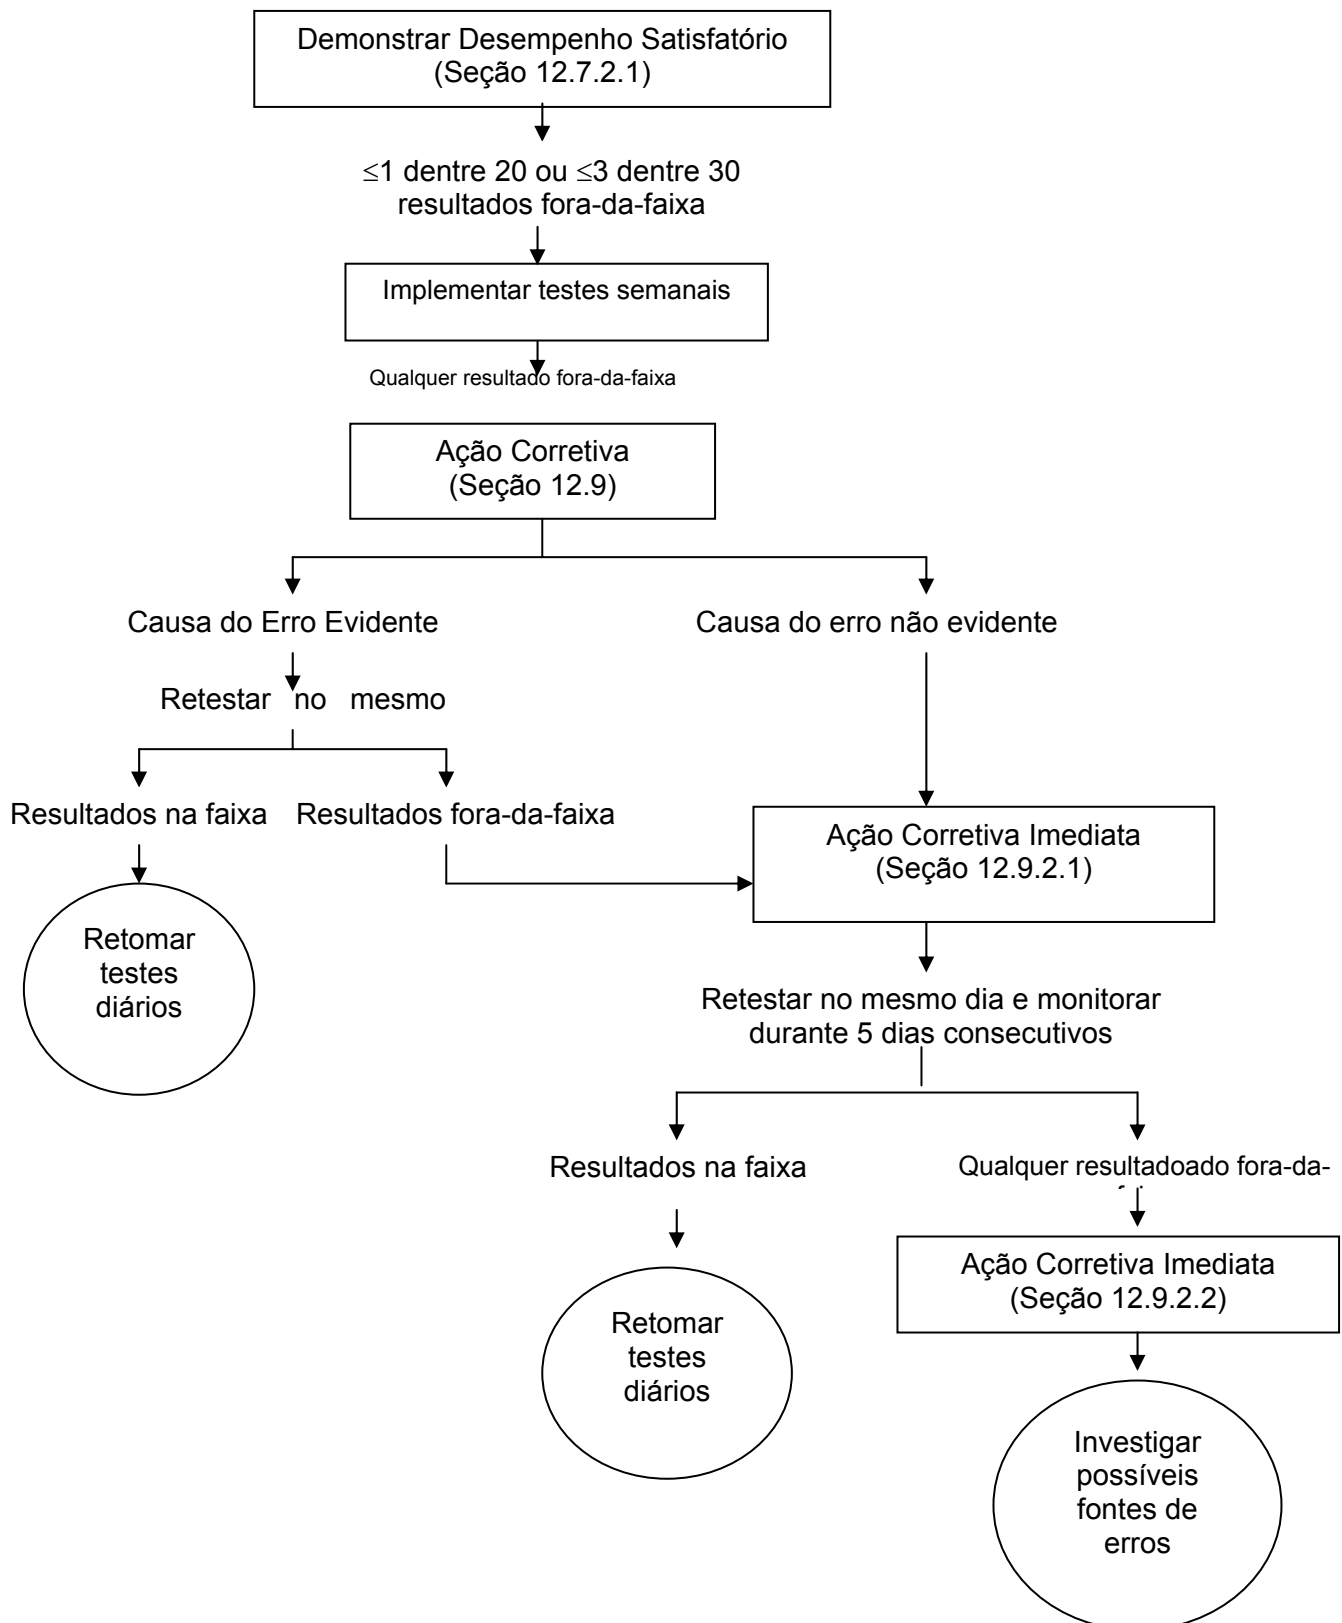 Demonstrar Desempenho Satisfatório
(Seção 12.7.2.1)
≤1 dentre 20 ou ≤3 dentre 30
resultados fora-da-faixa
Implementar testes semanais
Qualquer resultado fora-da-faixa
Ação Corretiva
(Seção 12.9)
Causa do Erro Evidente
Causa do erro não evidente
Retestar no mesmo
Resultados na faixa
Resultados fora-da-faixa
Ação Corretiva Imediata
(Seção 12.9.2.1)
Retomar
testes
diários
Retestar no mesmo dia e monitorar
durante 5 dias consecutivos
Resultados na faixa
Qualquer resultadoado fora-da-
Ação Corretiva Imediata
(Seção 12.9.2.2)
Retomar
testes
diários
Investigar
possíveis
fontes de
erros